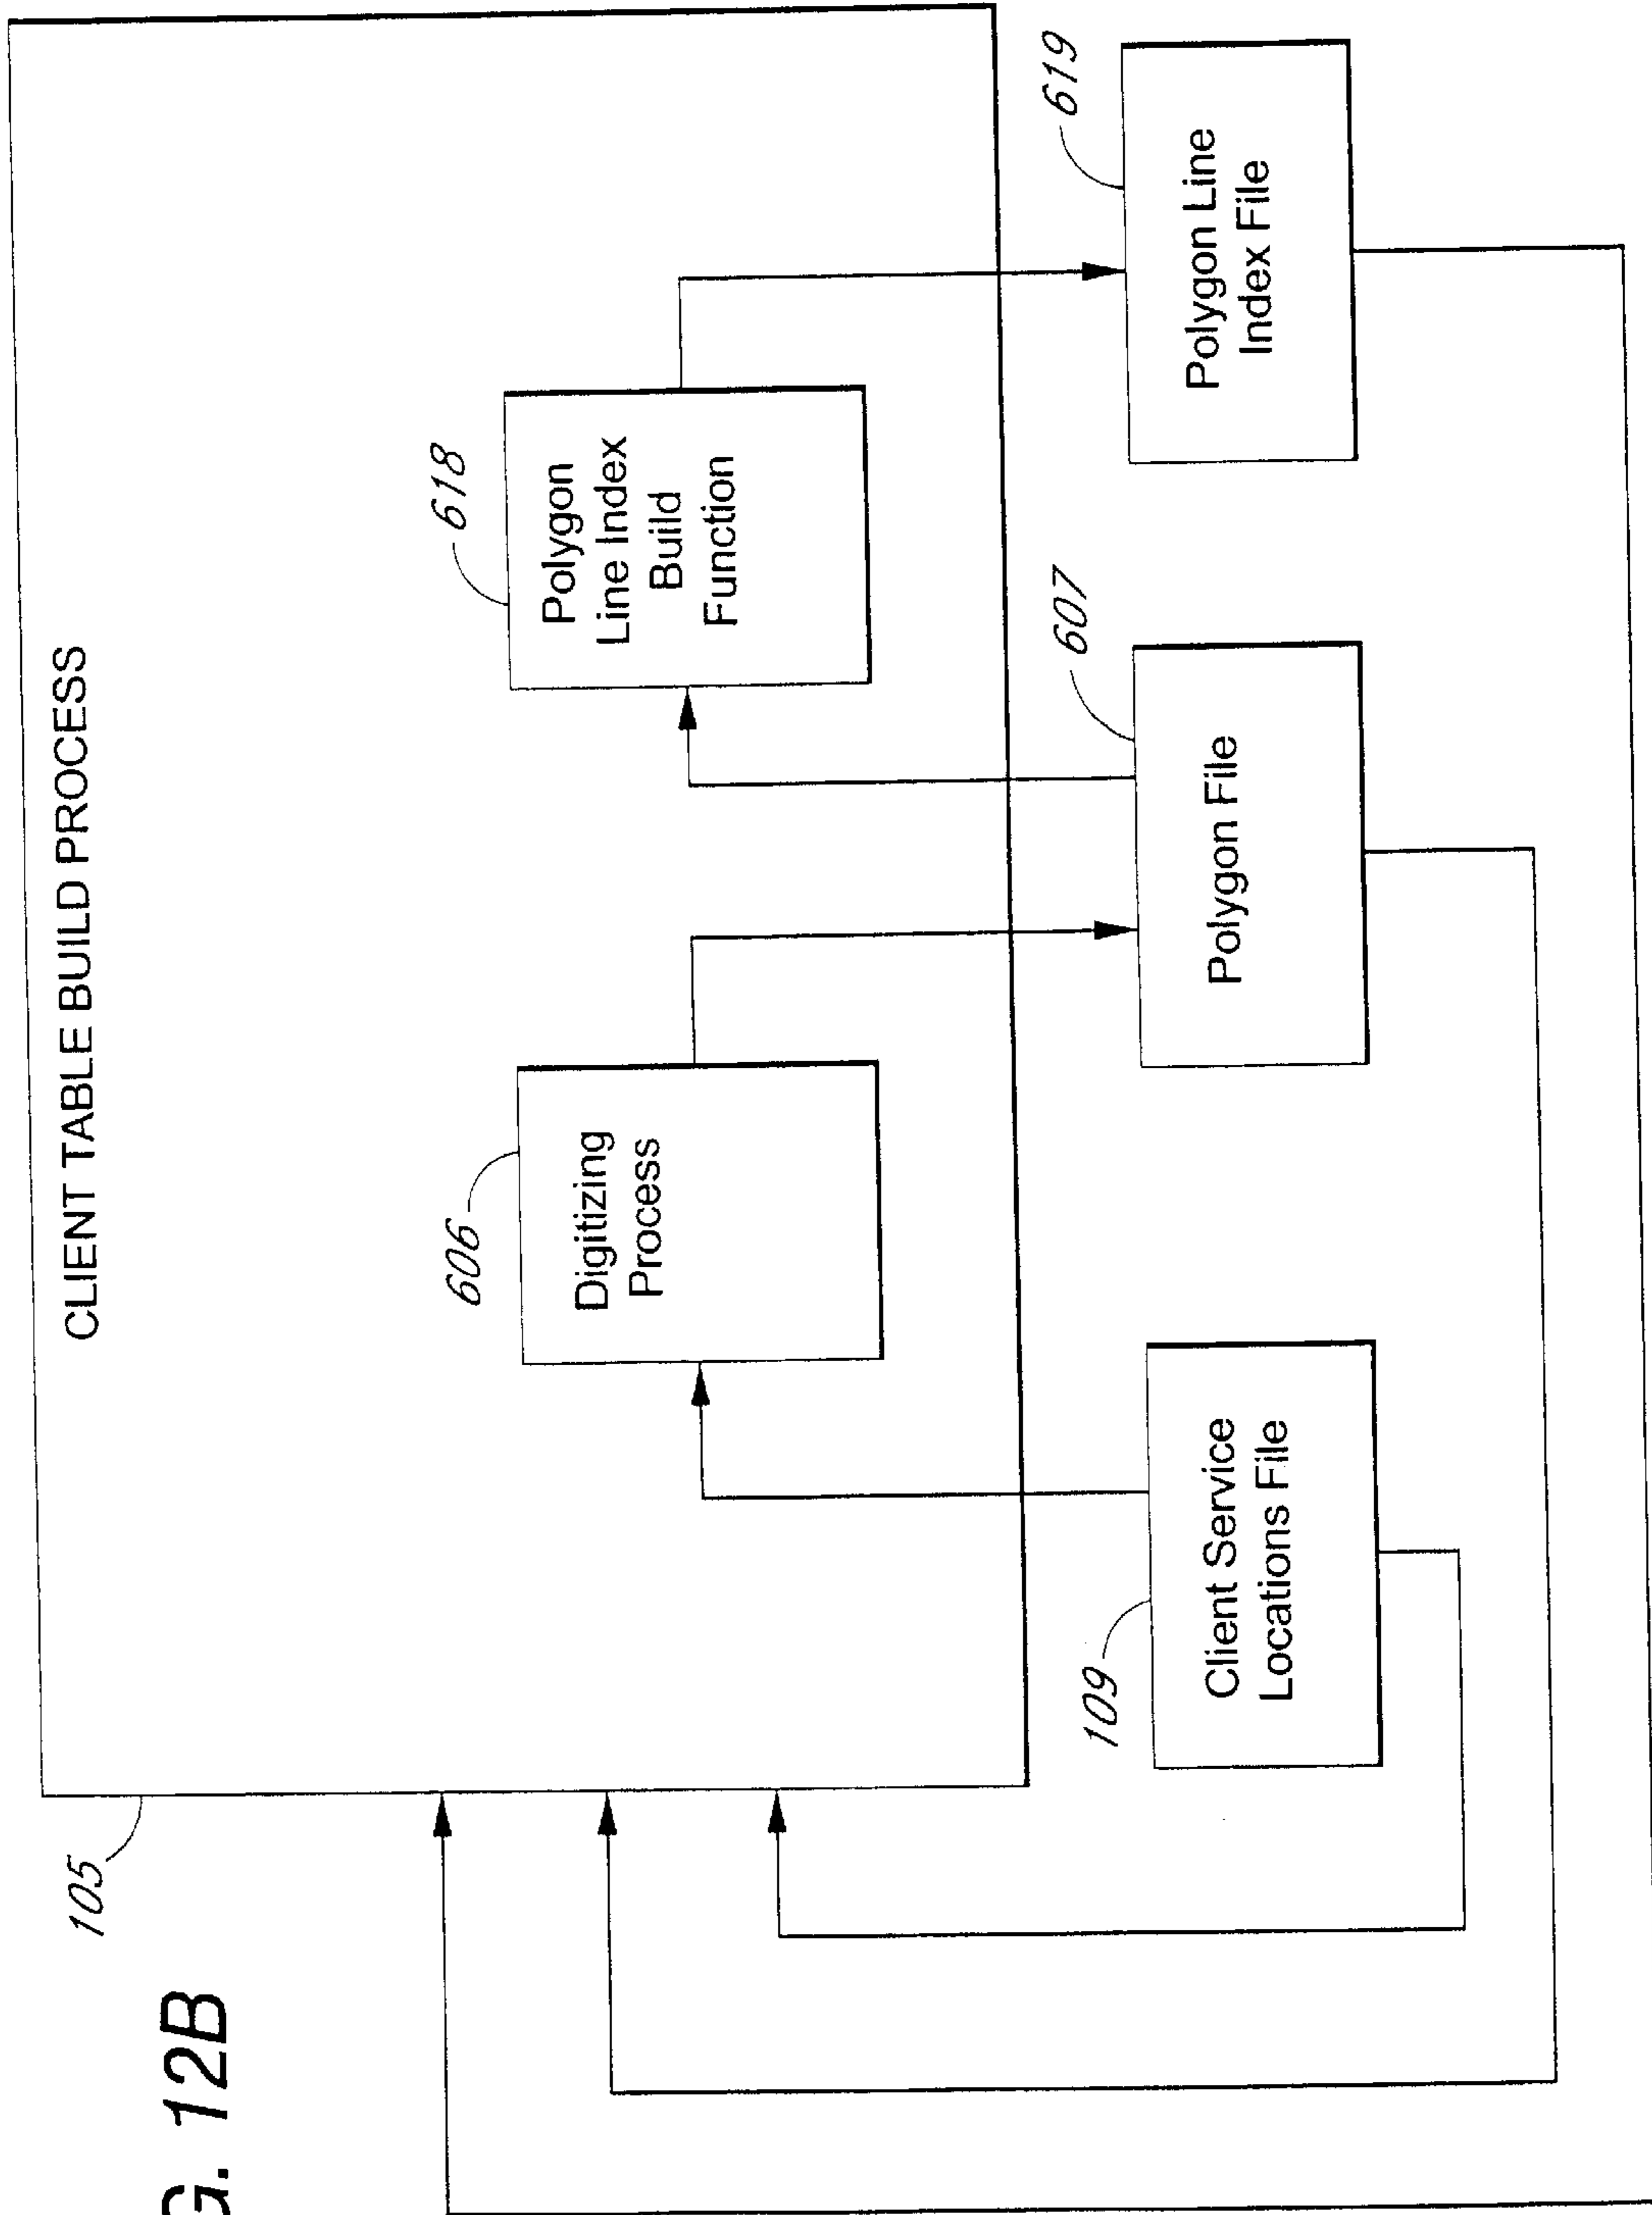 G. 12B
105
CLIENT TABLE BUILD PROCESS
606
Digitizing
Process
618
Polygon
Line Index
Build
Function
109
Client Service
Locations File
607
Polygon File
619
Polygon Line
Index File